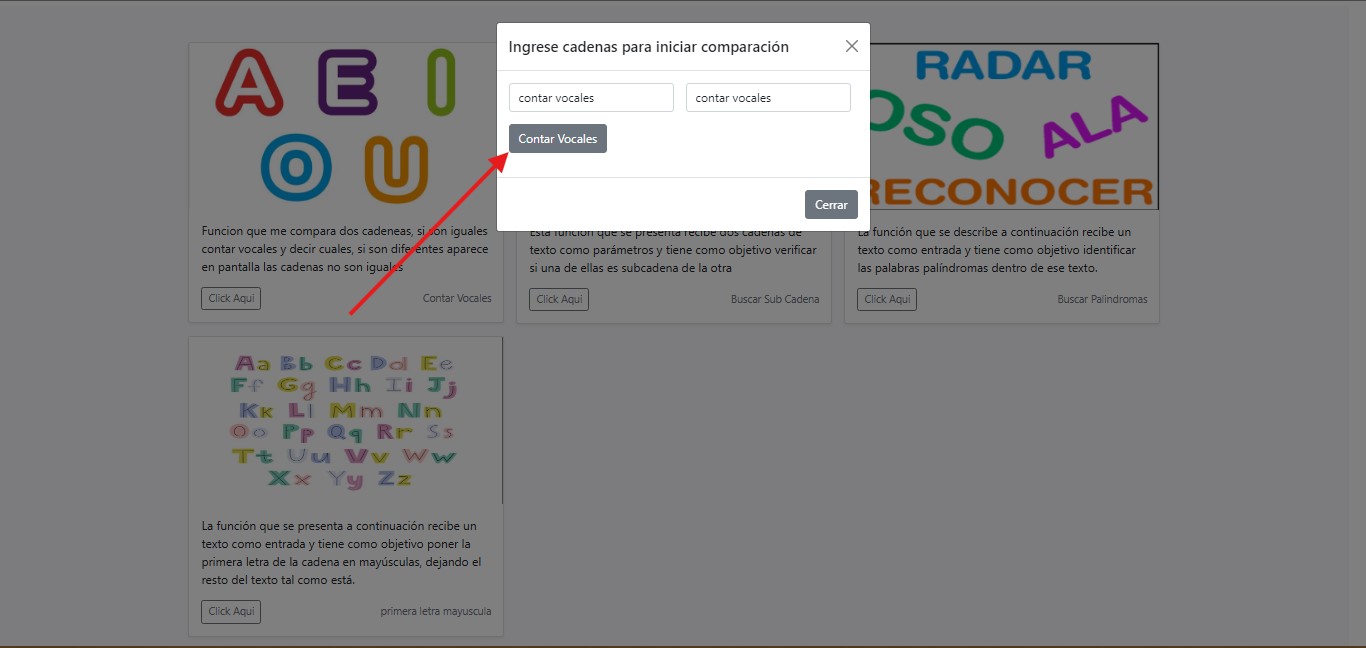 Ingrese cadenas para iniciar comparación
contar vocales
contar vocales
Contar Vocales
Cerrar
A E I
O U
Funcion que me compara dos cadeneas, si son iguales
contar vocales y decir cuales, si son diferentes aparece
en pantalla las cadenas no son iguales
Click Aqui
Contar Vocales
Esta función que se presenta recibe dos cadenas de
texto como parámetros y tiene como objetivo verificar
si una de ellas es subcadena de la otra
Click Aqui
Buscar Sub Cadena
RADAR
OSO
ALA
RECONOCER
La función que se describe a continuación recibe un
texto como entrada y tiene como objetivo identificar
las palabras palíndromas dentro de ese texto.
Click Aqui
Buscar Palindromas
Aa Bb Cc Dd Ee
Ff Gg Hh Ii Jj
Kk Ll Mm Nn
Oo Pp Qq Rr Ss
Tt Uu Vv Ww
Xx Yy Zz
La función que se presenta a continuación recibe un
texto como entrada y tiene como objetivo poner la
primera letra de la cadena en mayúsculas, dejando el
resto del texto tal como está.
Click Aqui
primera letra mayuscula